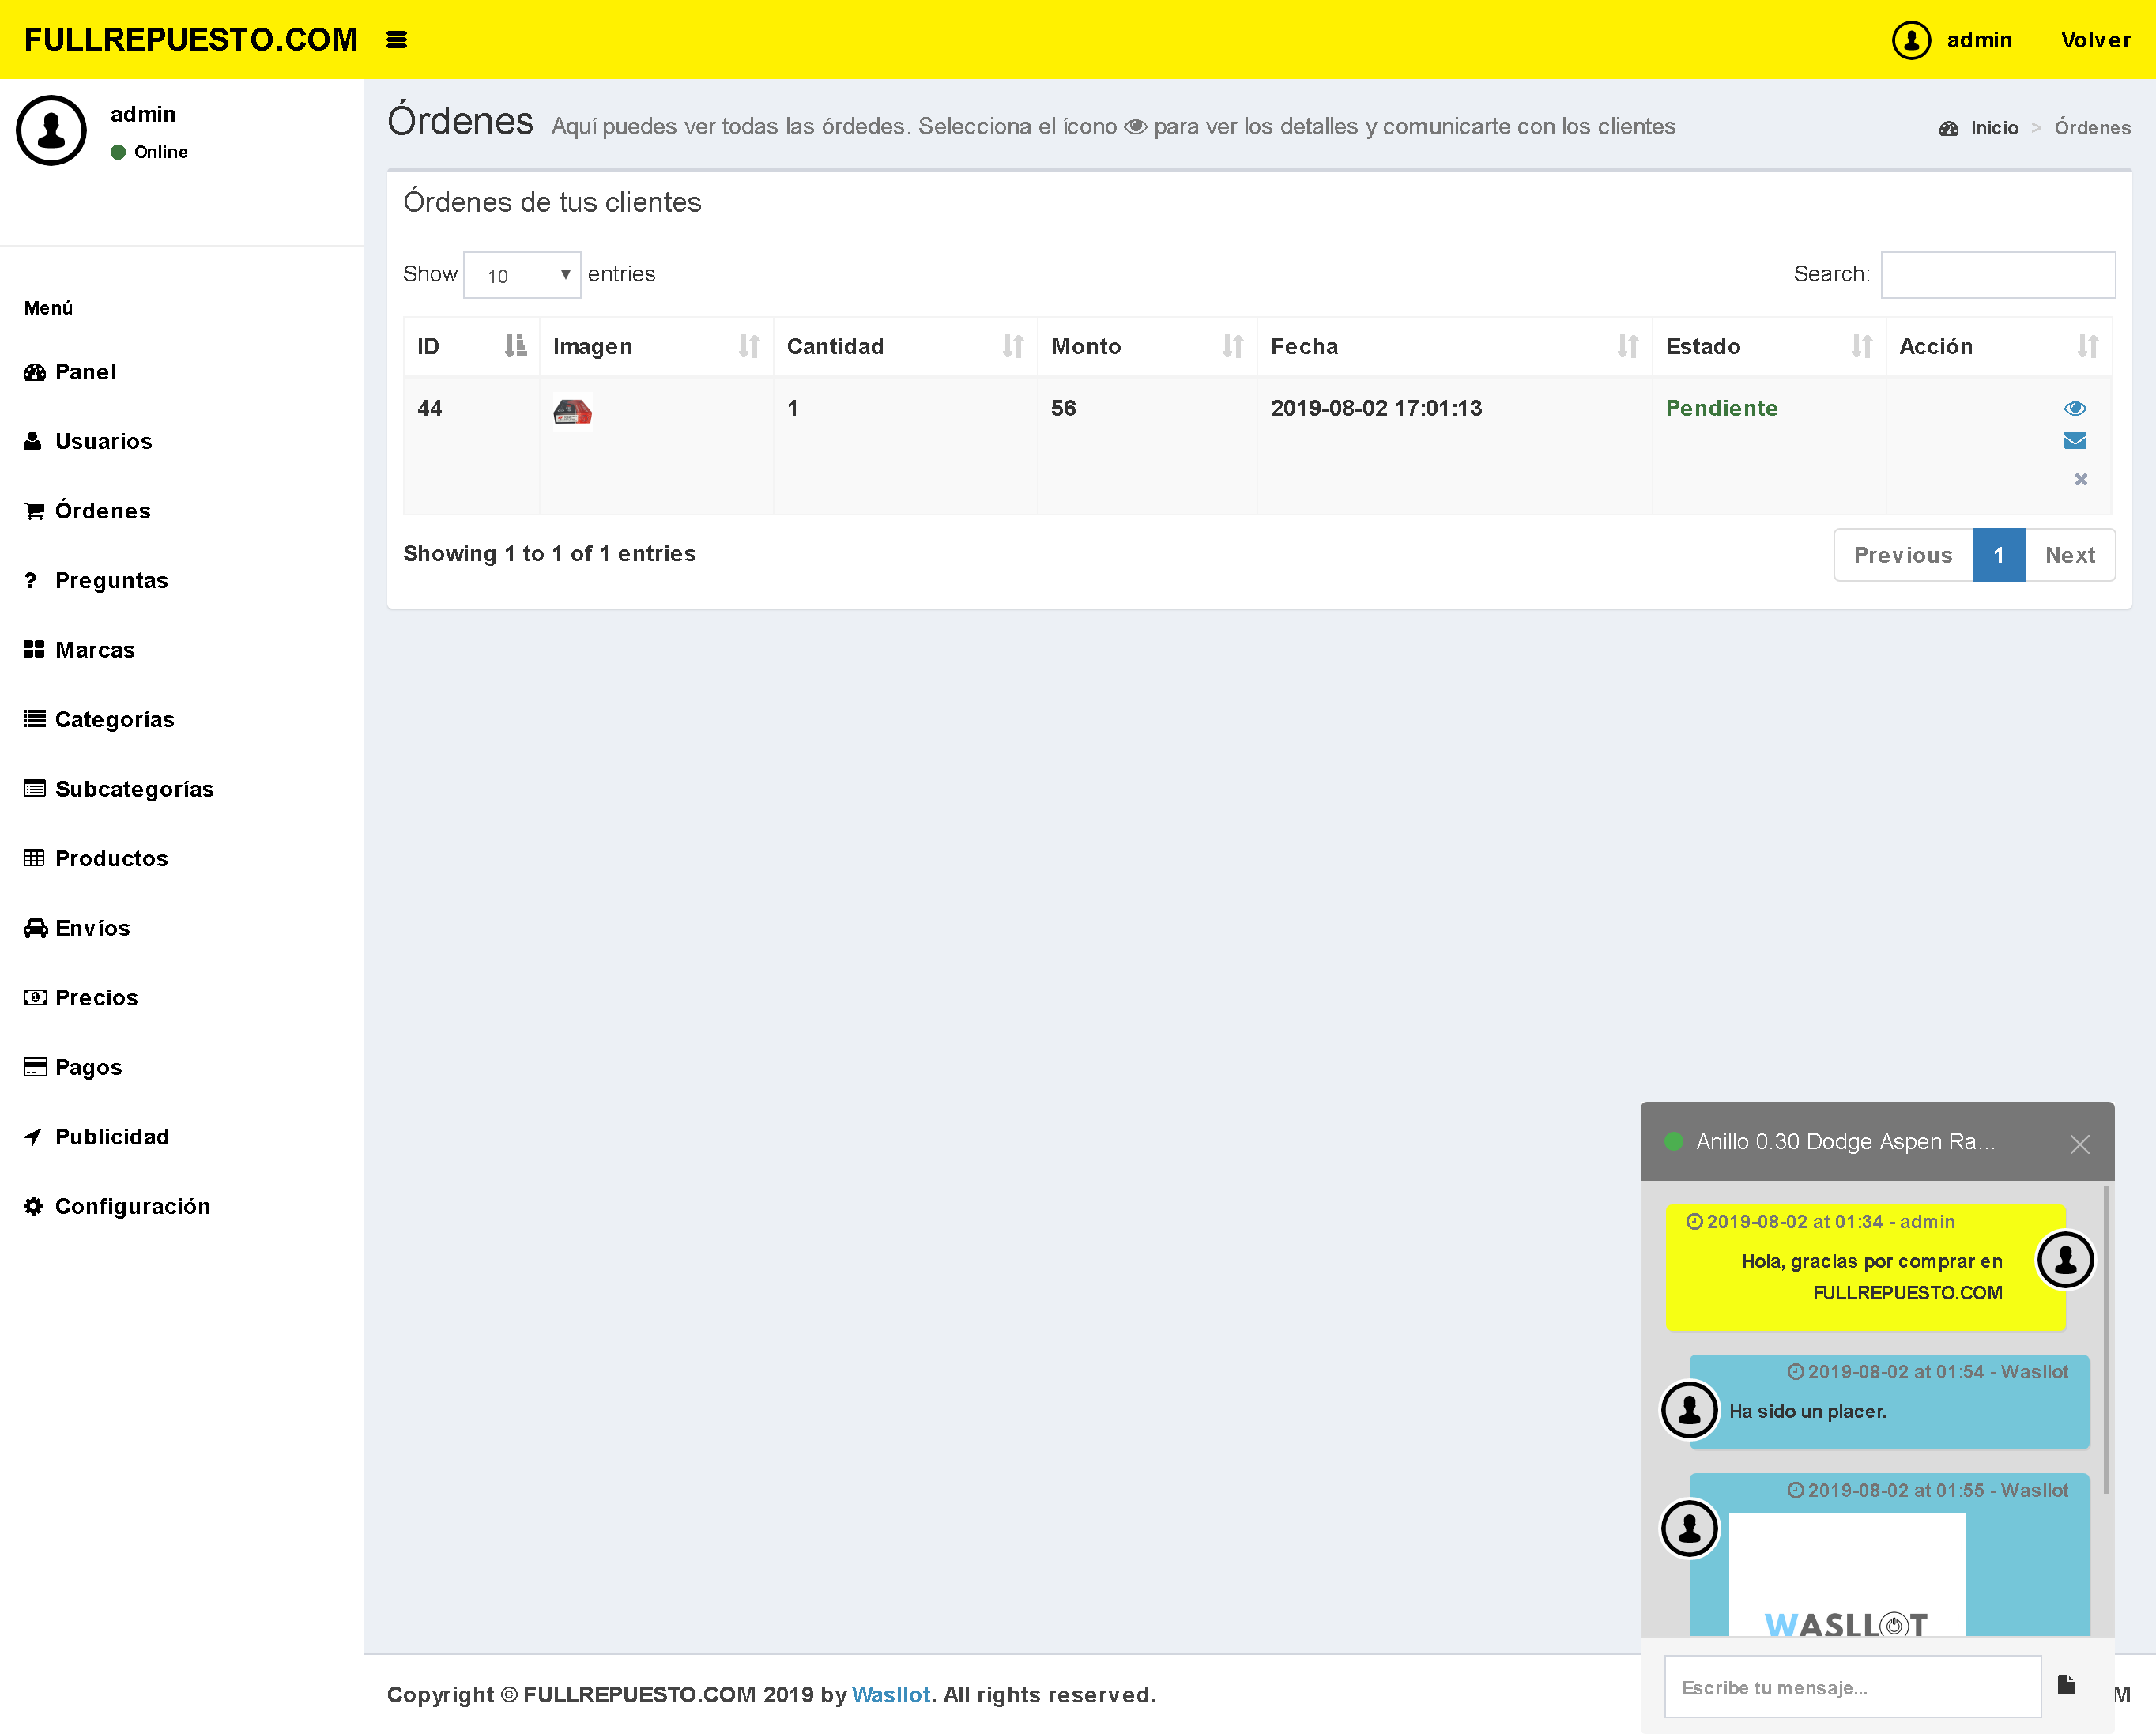 FULLREPUESTO.COM
admin
Volver
admin
Online
Menú
Panel
Usuarios
Órdenes
Preguntas
Marcas
Categorías
Subcategorías
Productos
Envíos
Precios
Pagos
Publicidad
Configuración
Órdenes Aquí puedes ver todas las órdedes. Selecciona el ícono para ver los detalles y comunicarte con los clientes
Inicio > Órdenes
Órdenes de tus clientes
Show 10 entries
Search:
ID Imagen Cantidad Monto Fecha Estado Acción
44 1 56 2019-08-02 17:01:13 Pendiente
Showing 1 to 1 of 1 entries
Previous 1 Next
Anillo 0.30 Dodge Aspen Ra...
2019-08-02 at 01:34 - admin
Hola, gracias por comprar en
FULLREPUESTO.COM
2019-08-02 at 01:54 - Wasllot
Ha sido un placer.
2019-08-02 at 01:55 - Wasllot
WASLLOT
Escribe tu mensaje...
Copyright © FULLREPUESTO.COM 2019 by Wasllot. All rights reserved.
M